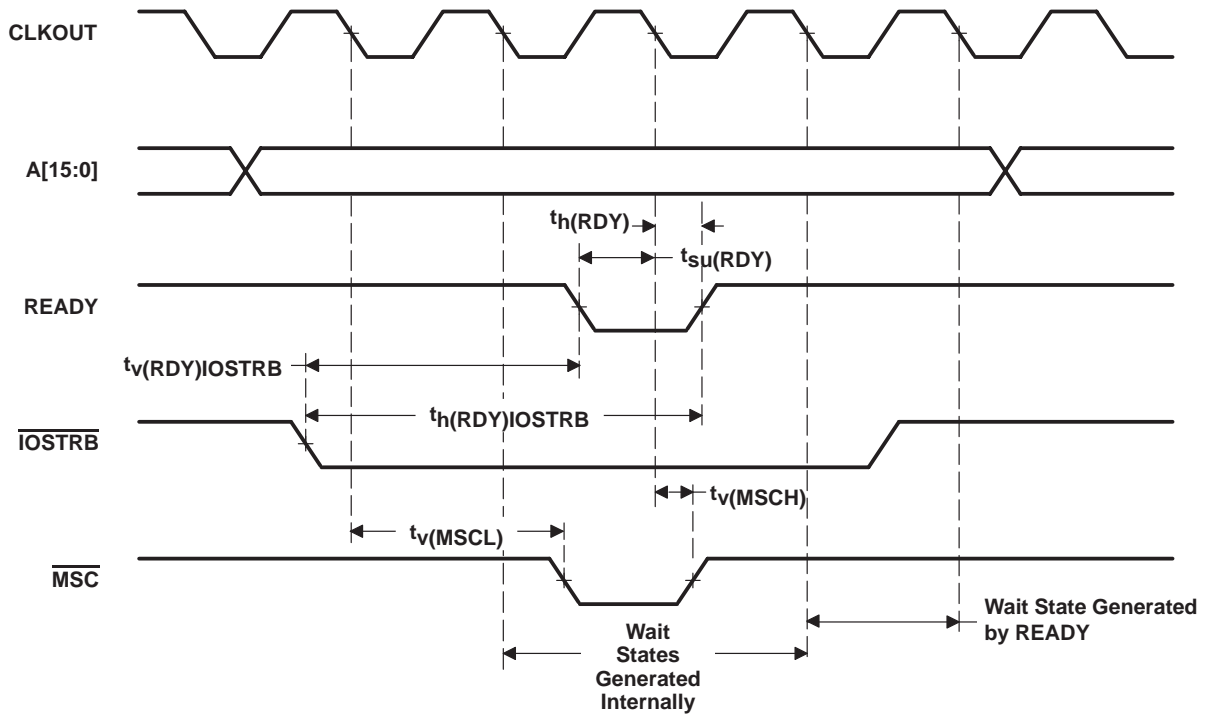 CLKOUT
A[15:0]
th(RDY)
tsu(RDY)
READY
tv(RDY)IOSTRB
th(RDY)IOSTRB
IOSTRB
tv(MSCH)
tv(MSCL)
MSC
Wait State Generated
by READY
Wait
States
Generated
Internally